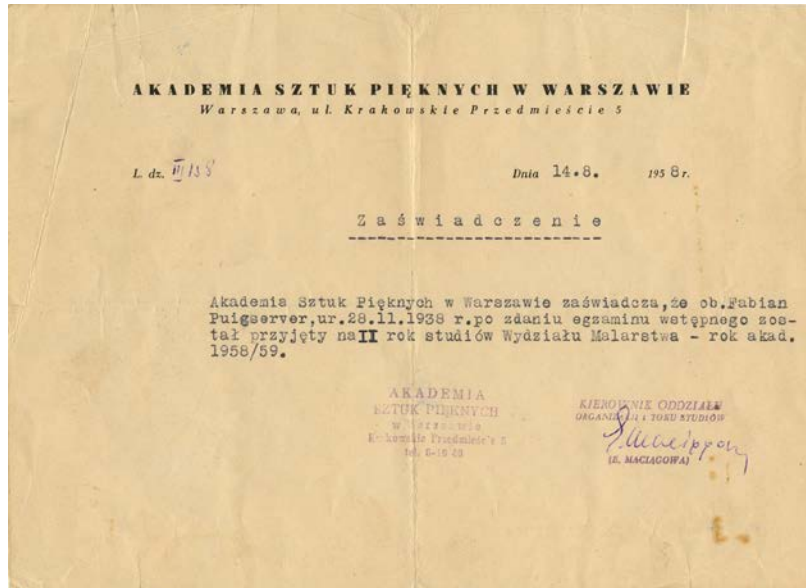 AKADEMIA SZTUK PIĘKNYCH W WARSZAWIE
Warszawa, ul. Krakowskie Przedmieście 5
L. dz. III/138 Dnia 14.8. 1958 r.
Zaświadczenie
Akademia Sztuk Pięknych w Warszawie zaświadcza,że ob.Fabian
Puigserver,ur.28.11.1938 r.po zdaniu egzaminu wstępnego zos-
tał przyjęty na II rok studiów Wydziału Malarstwa - rok akad.
1958/59.
AKADEMIA
SZTUK PIĘKNYCH
w Warszawie
Krakowskie Przedmieście 5
tel.
KIEROWNIK ODDZIAŁU
ORGANIZACJI I TOKU STUDIÓW
MACIĄGOWA)